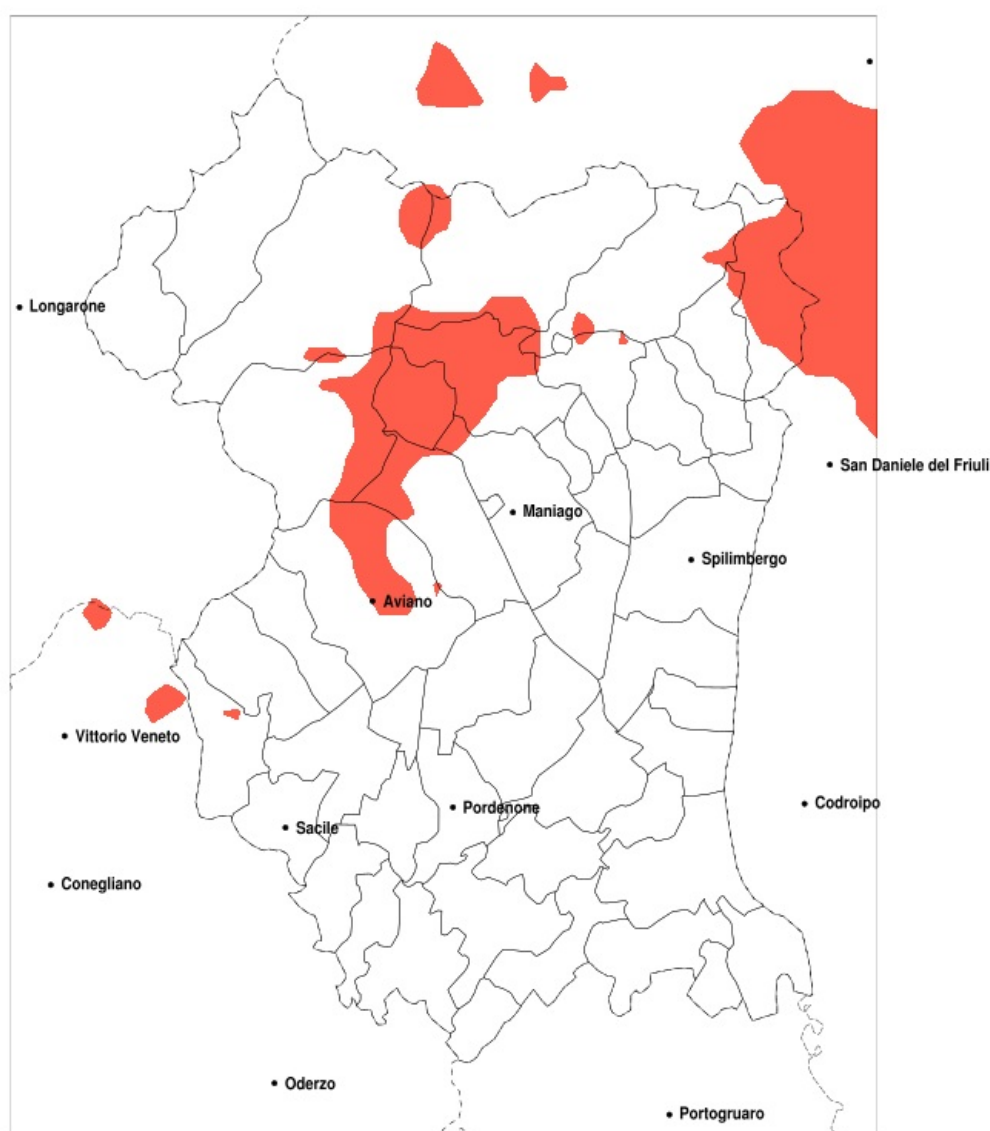 Longarone
San Daniele del Friuli
Maniago
Spilimbergo
Aviano
Vittorio Veneto
Codroipo
Pordenone
Sacile
Conegliano
Oderzo
Portogruaro